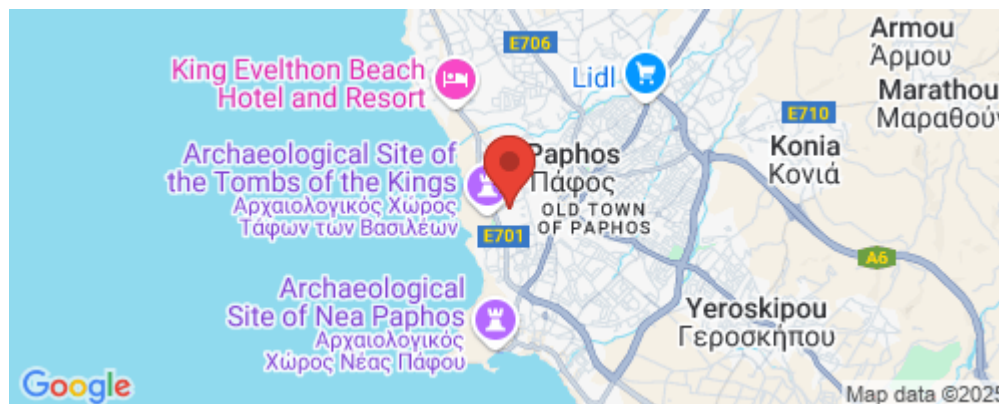 E706
Armou
Άρμου
King Evelthon Beach
Hotel and Resort
Lidl
Marathou
Μαραθού
E710
Konia
Κονιά
Archaeological Site of
the Tombs of the Kings
Αρχαιολογικός Χώρος
Τάφων τών Βασιλέων
Paphos
Πάφος
OLD TOWN
OF PAPHOS
E701
A6
Archaeological
Site of Nea Paphos
Αρχαιολογικός
Χώρος Νέας Πάφου
Yeroskipou
Γεροσκήπου
Google
Map data ©2025